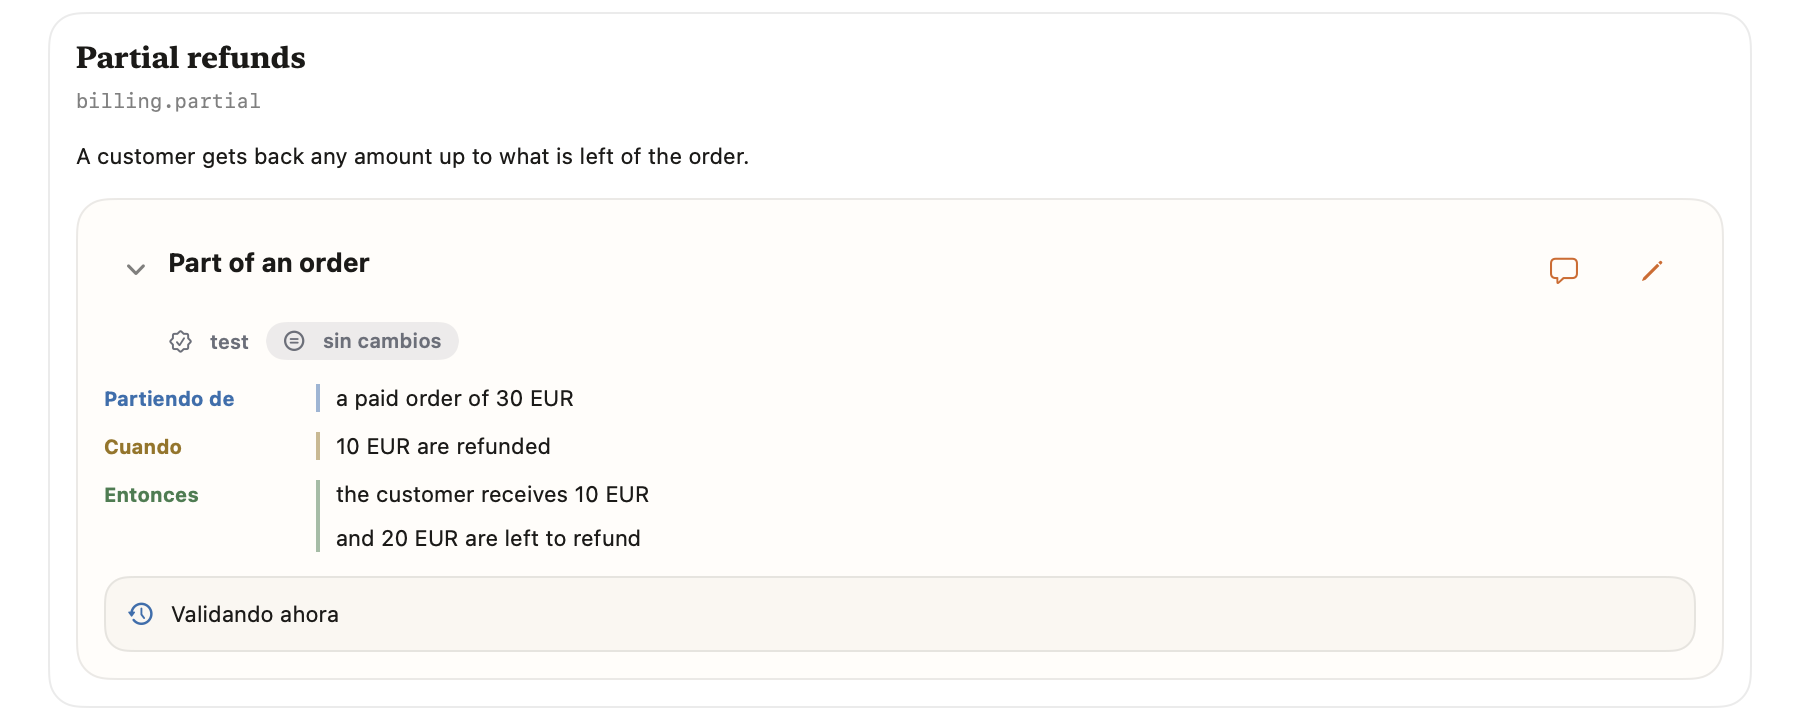 Partial refunds
billing.partial
A customer gets back any amount up to what is left of the order.
Part of an order
test sin cambios
Partiendo de a paid order of 30 EUR
Cuando 10 EUR are refunded
Entonces the customer receives 10 EUR
and 20 EUR are left to refund
Validando ahora